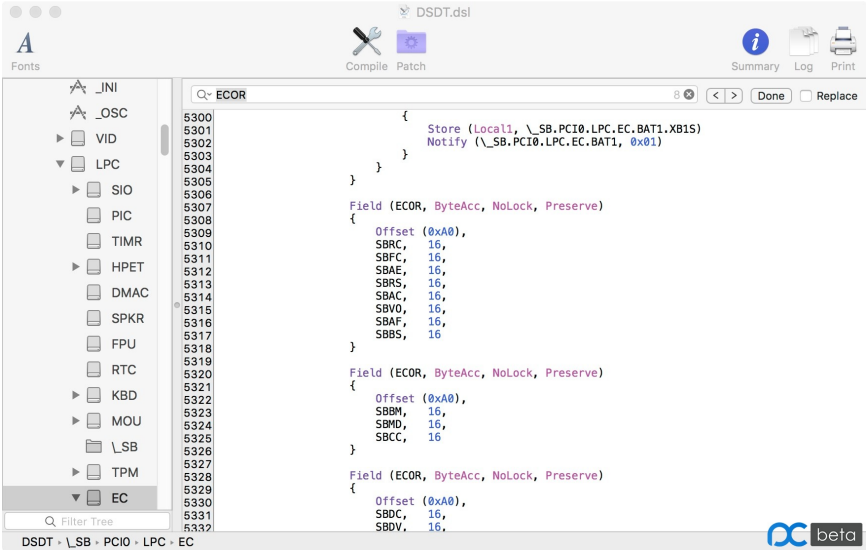 DSDT.dsl
A
Fonts
Compile
Patch
Summary
Log
Print
_INI
_OSC
VID
LPC
SIO
PIC
TIMR
HPET
DMAC
SPKR
FPU
RTC
KBD
MOU
\_SB
TPM
EC
Filter Tree
ECOR 8 < > Done Replace
5300 {
5301 Store (Local1, \_SB.PCI0.LPC.EC.BAT1.XB1S)
5302 Notify (\_SB.PCI0.LPC.EC.BAT1, 0x01)
5303 }
5304 }
5305 }
5306
5307 Field (ECOR, ByteAcc, NoLock, Preserve)
5308 {
5309 Offset (0xA0),
5310 SBRC, 16,
5311 SBFC, 16,
5312 SBAE, 16,
5313 SBRS, 16,
5314 SBAC, 16,
5315 SBVO, 16,
5316 SBAF, 16,
5317 SBBS, 16
5318 }
5319
5320 Field (ECOR, ByteAcc, NoLock, Preserve)
5321 {
5322 Offset (0xA0),
5323 SBBM, 16,
5324 SBMD, 16,
5325 SBCC, 16
5326 }
5327
5328 Field (ECOR, ByteAcc, NoLock, Preserve)
5329 {
5330 Offset (0xA0),
5331 SBDC, 16,
5332 SBDV, 16,
DSDT ▸ \_SB ▸ PCI0 ▸ LPC ▸ EC
pc beta